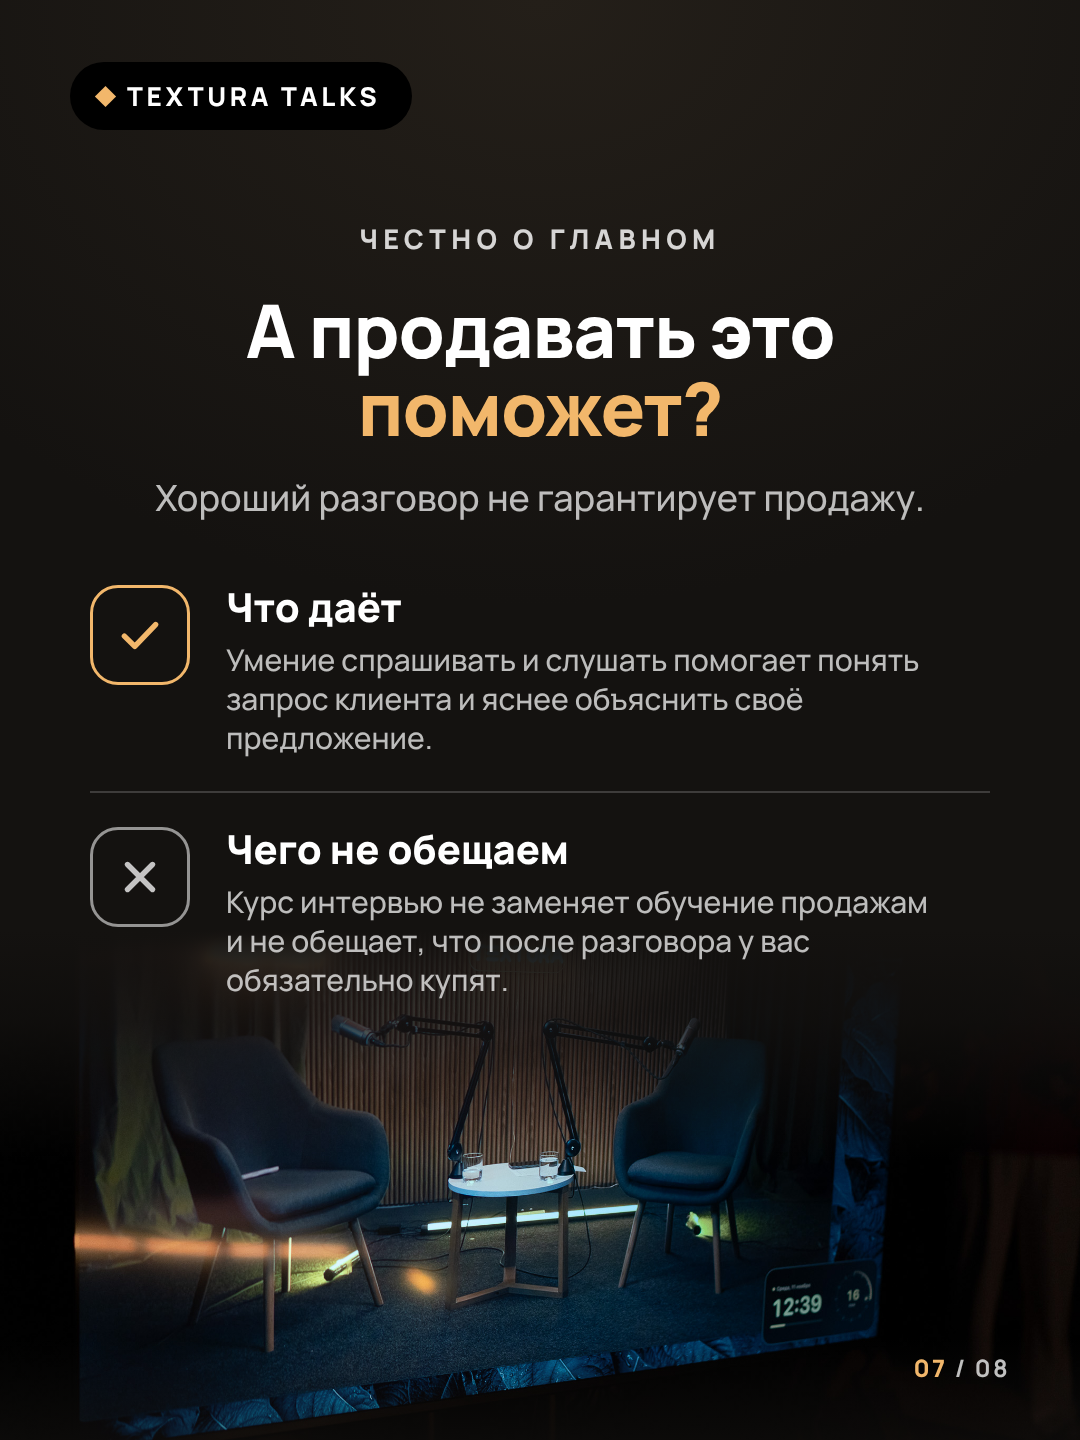 TEXTURA TALKS
ЧЕСТНО О ГЛАВНОМ
А продавать это
поможет?
Хороший разговор не гарантирует продажу.
Что даёт
Умение спрашивать и слушать помогает понять
запрос клиента и яснее объяснить своё
предложение.
Чего не обещаем
Курс интервью не заменяет обучение продажам
и не обещает, что после разговора у вас
обязательно купят.
12:39
16
07 / 08